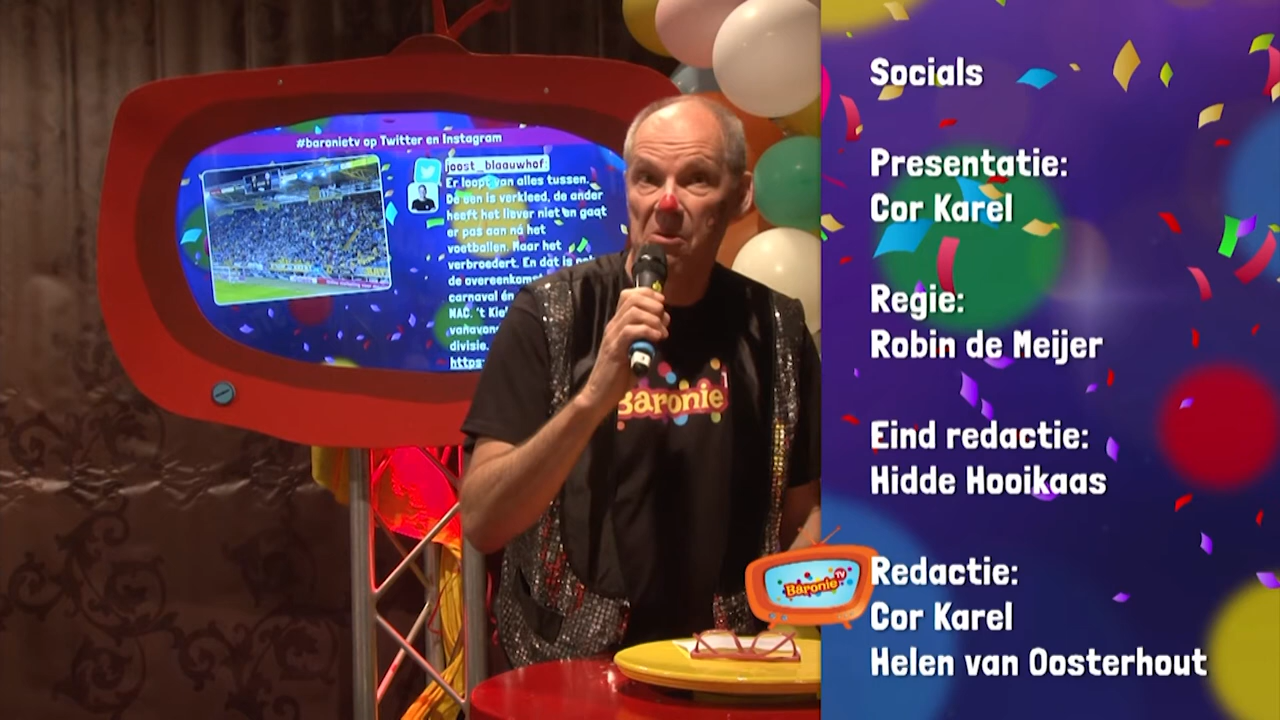 #baronietv op Twitter en Instagram
joost_blaauwhof:
Er loopt van alles tussen.
De een is verkleed, de ander
heeft het liever niet en gaat
er pas aan ná het
voetballen. Maar het
verbroedert. En dat is
de overeenkomst
carnaval én
NAC. 't
divisie.
https:
Baronie
Socials
Presentatie:
Cor Karel
Regie:
Robin de Meijer
Eind redactie:
Hidde Hooikaas
Baronie TV
Redactie:
Cor Karel
Helen van Oosterhout